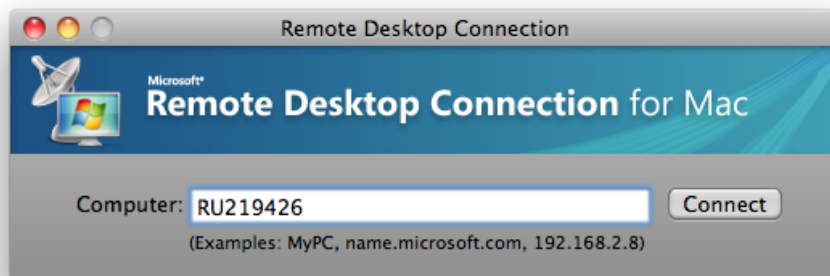 Remote Desktop Connection
Microsoft®
Remote Desktop Connection for Mac
Computer: RU219426 Connect
(Examples: MyPC, name.microsoft.com, 192.168.2.8)